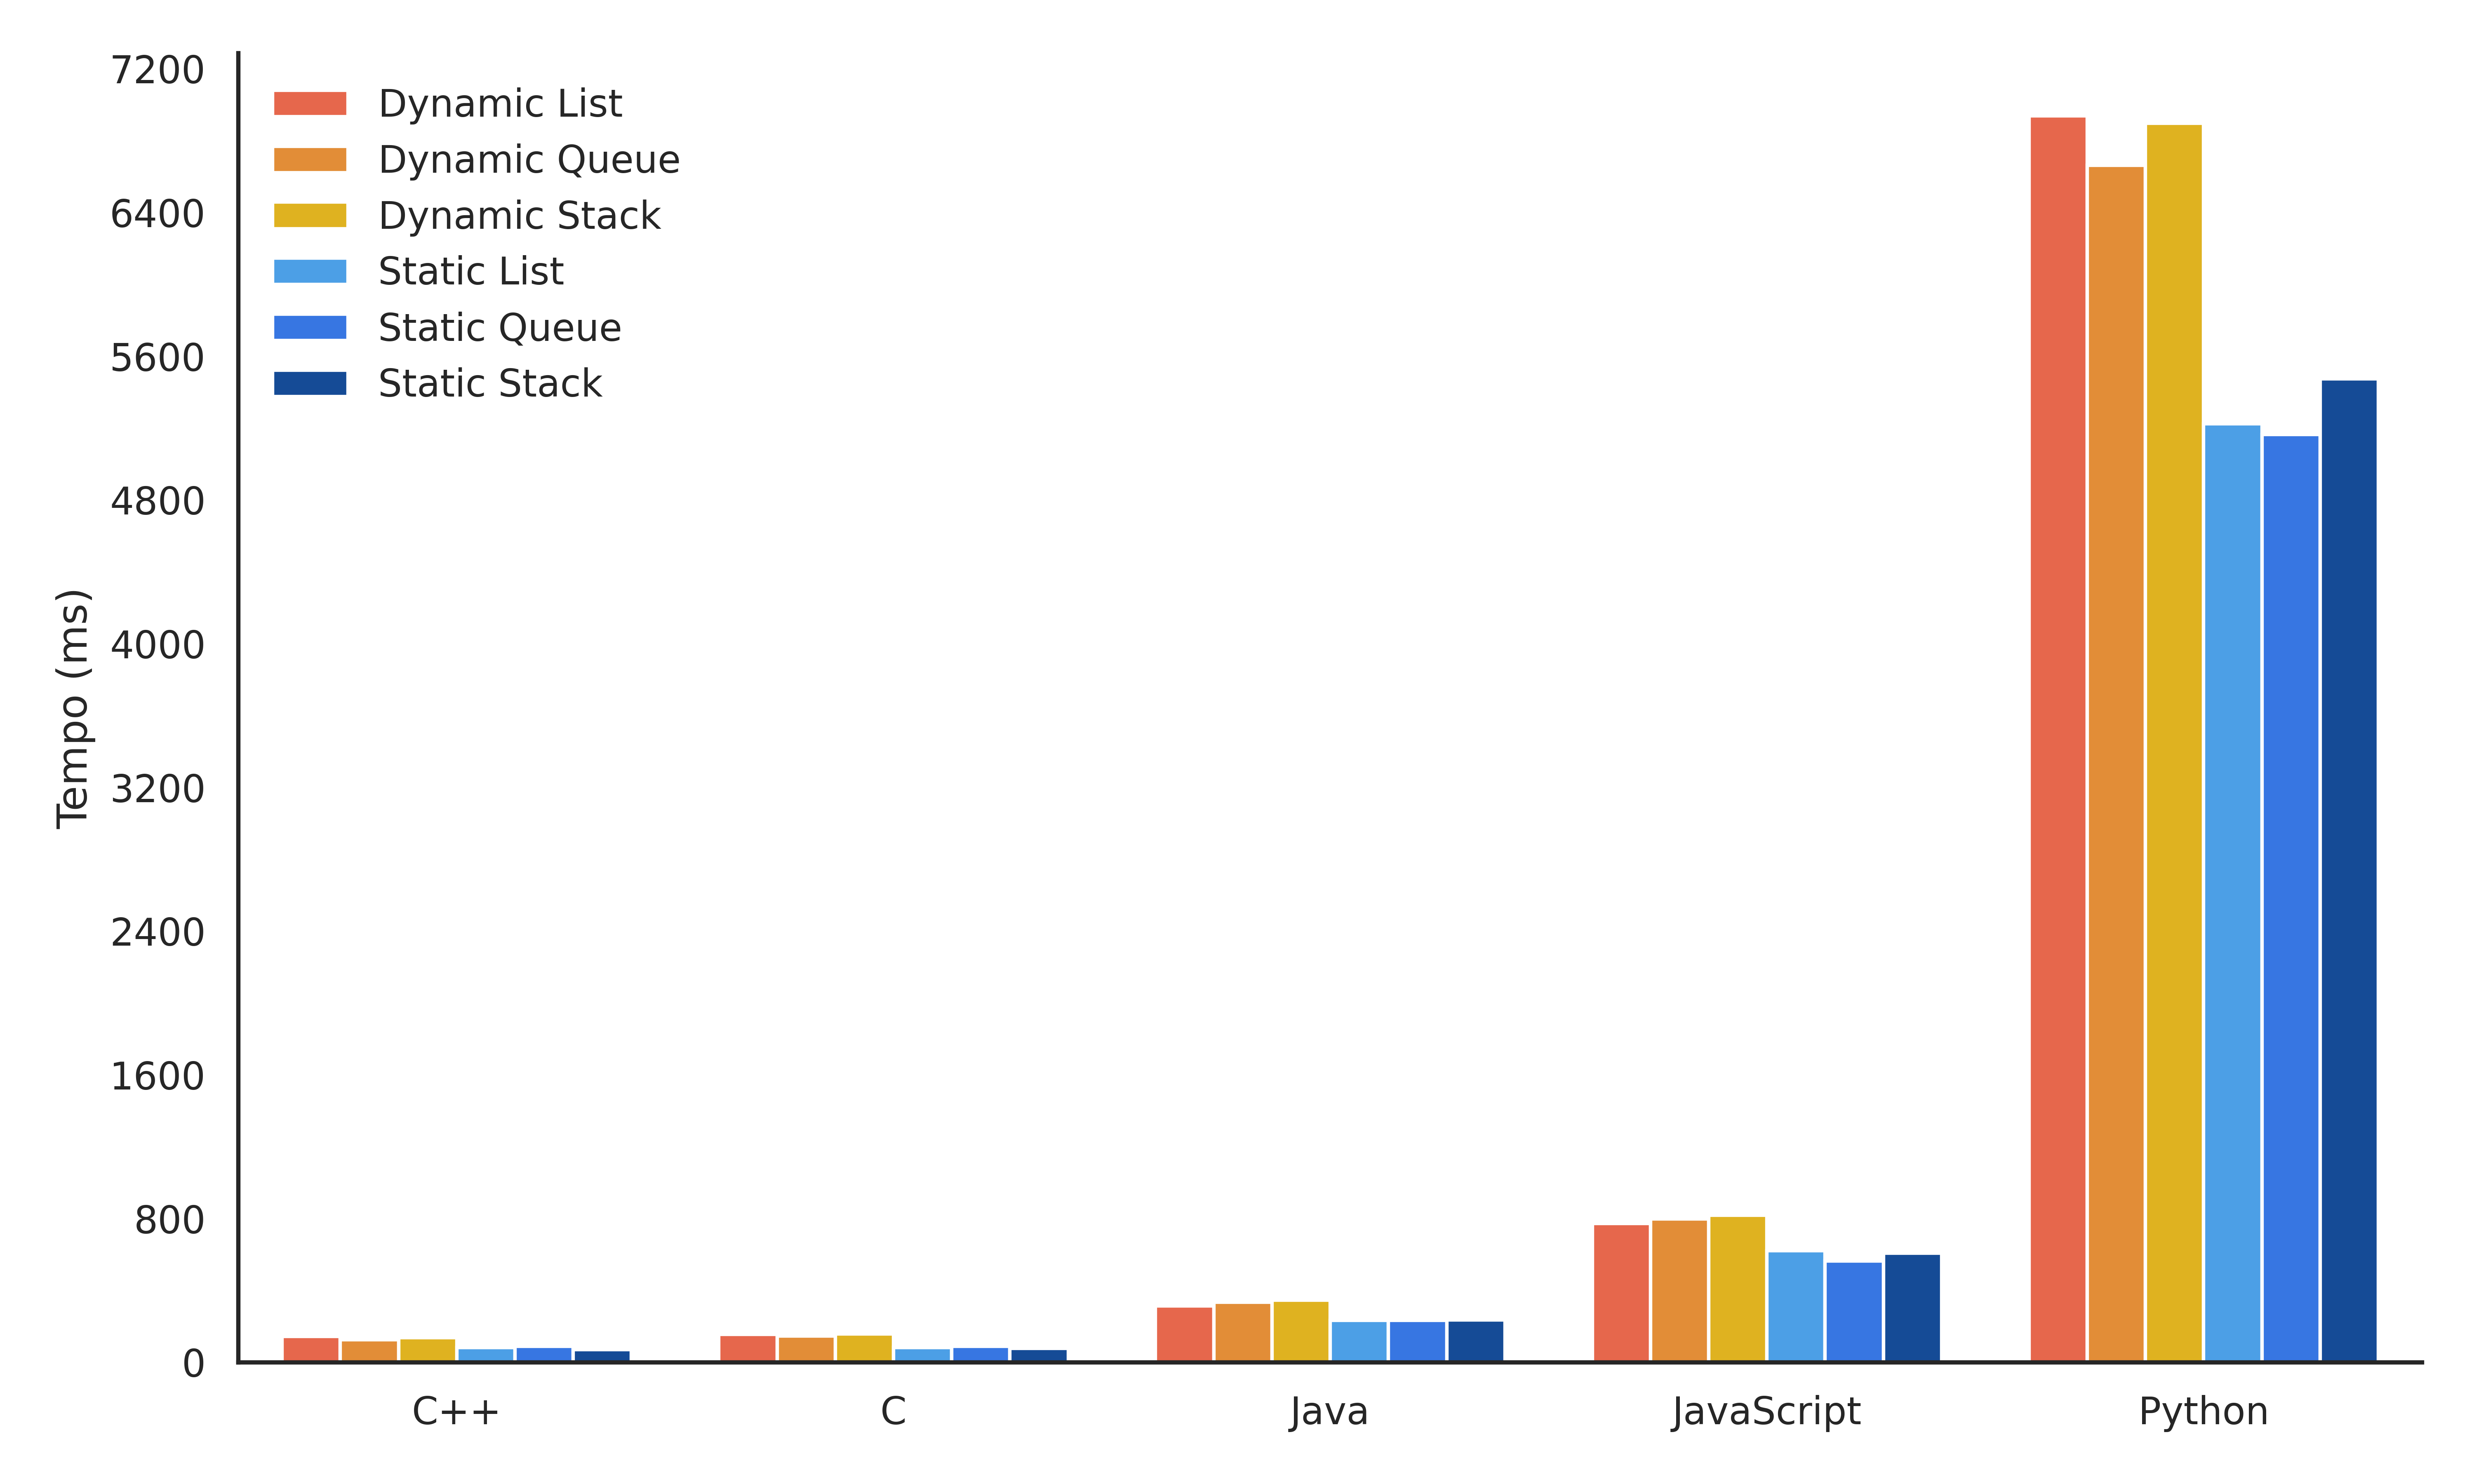 7200
6400
5600
4800
4000
3200
2400
1600
800
0
Tempo (ms)
Dynamic List
Dynamic Queue
Dynamic Stack
Static List
Static Queue
Static Stack
C++
C
Java
JavaScript
Python